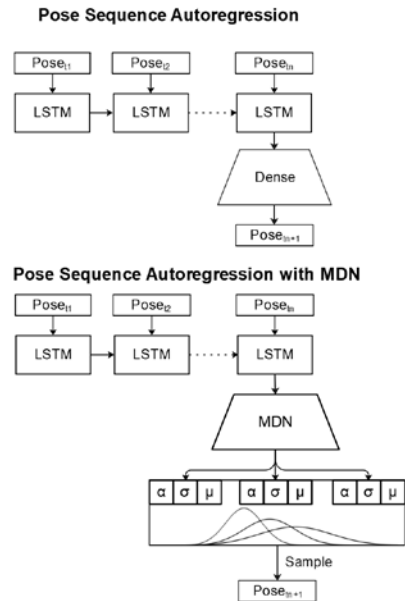 Pose Sequence Autoregression
Poseₜ₁ Poseₜ₂ Poseₜₙ
LSTM LSTM LSTM
Dense
Poseₜₙ₊₁
Pose Sequence Autoregression with MDN
Poseₜ₁ Poseₜ₂ Poseₜₙ
LSTM LSTM LSTM
MDN
α σ μ α σ μ α σ μ
Sample
Poseₜₙ₊₁